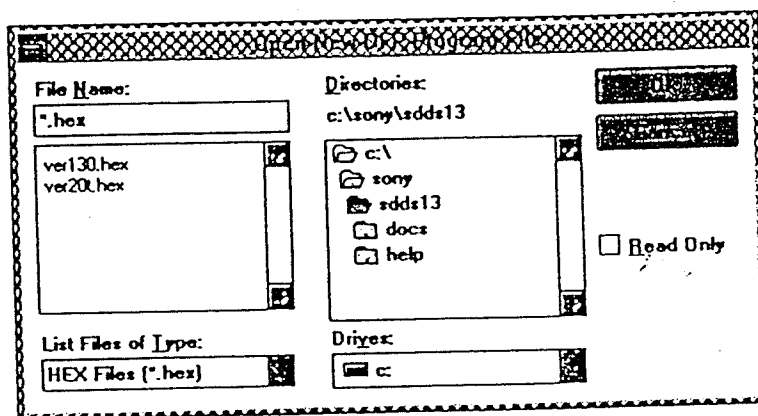 File Name:
*.hex
ver130.hex
ver20t.hex
List Files of Type:
HEX Files (*.hex)
Directories:
c:\sony\sdds13
c:\
sony
sdds13
docs
help
Drives:
c:
Read Only